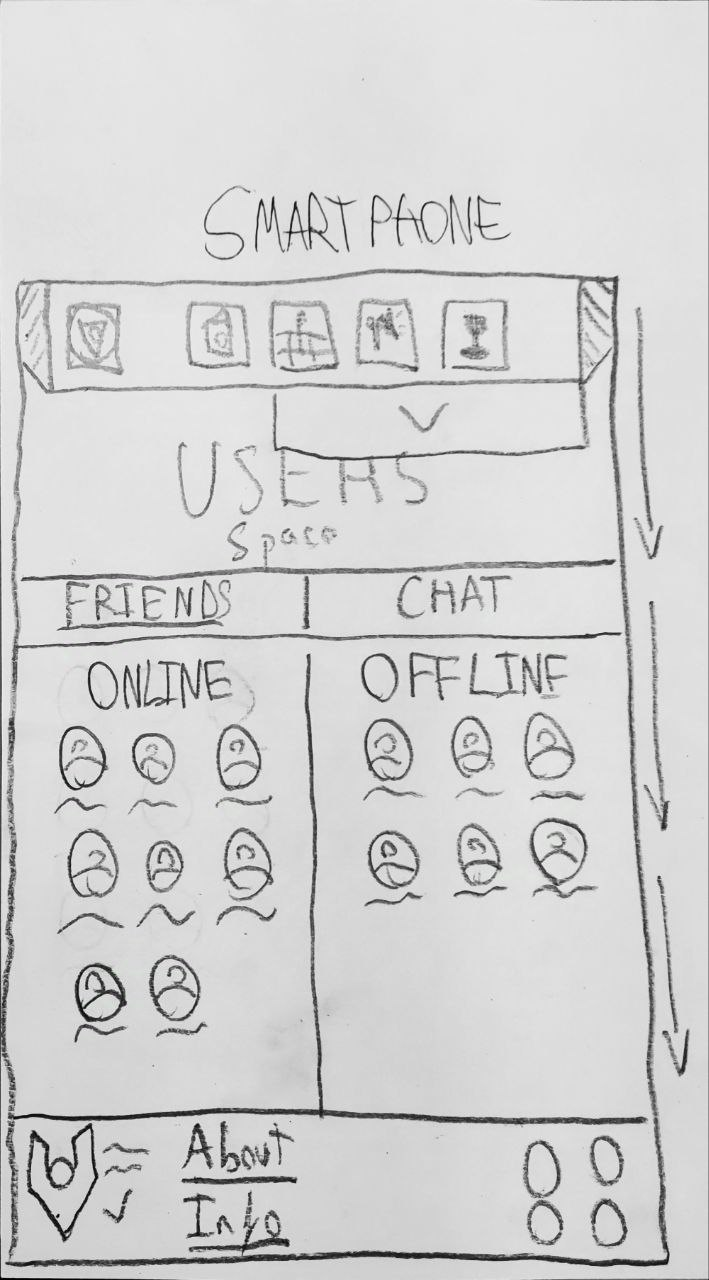 SMARTPHONE
USERS
Space
FRIENDS | CHAT
ONLINE OFFLINE
About
Info